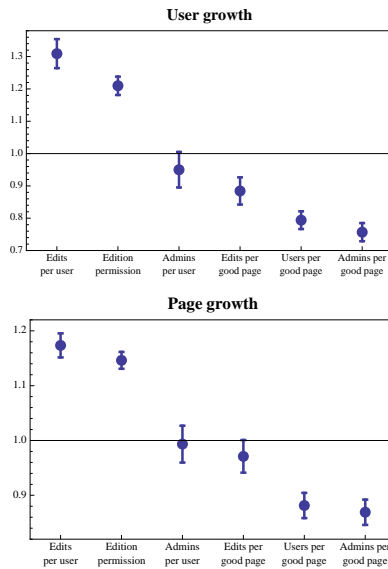 User growth
1.3
1.2
1.1
1.0
0.9
0.8
0.7
Edits per user
Edition permission
Admins per user
Edits per good page
Users per good page
Admins per good page
Page growth
1.2
1.1
1.0
0.9
Edits per user
Edition permission
Admins per user
Edits per good page
Users per good page
Admins per good page